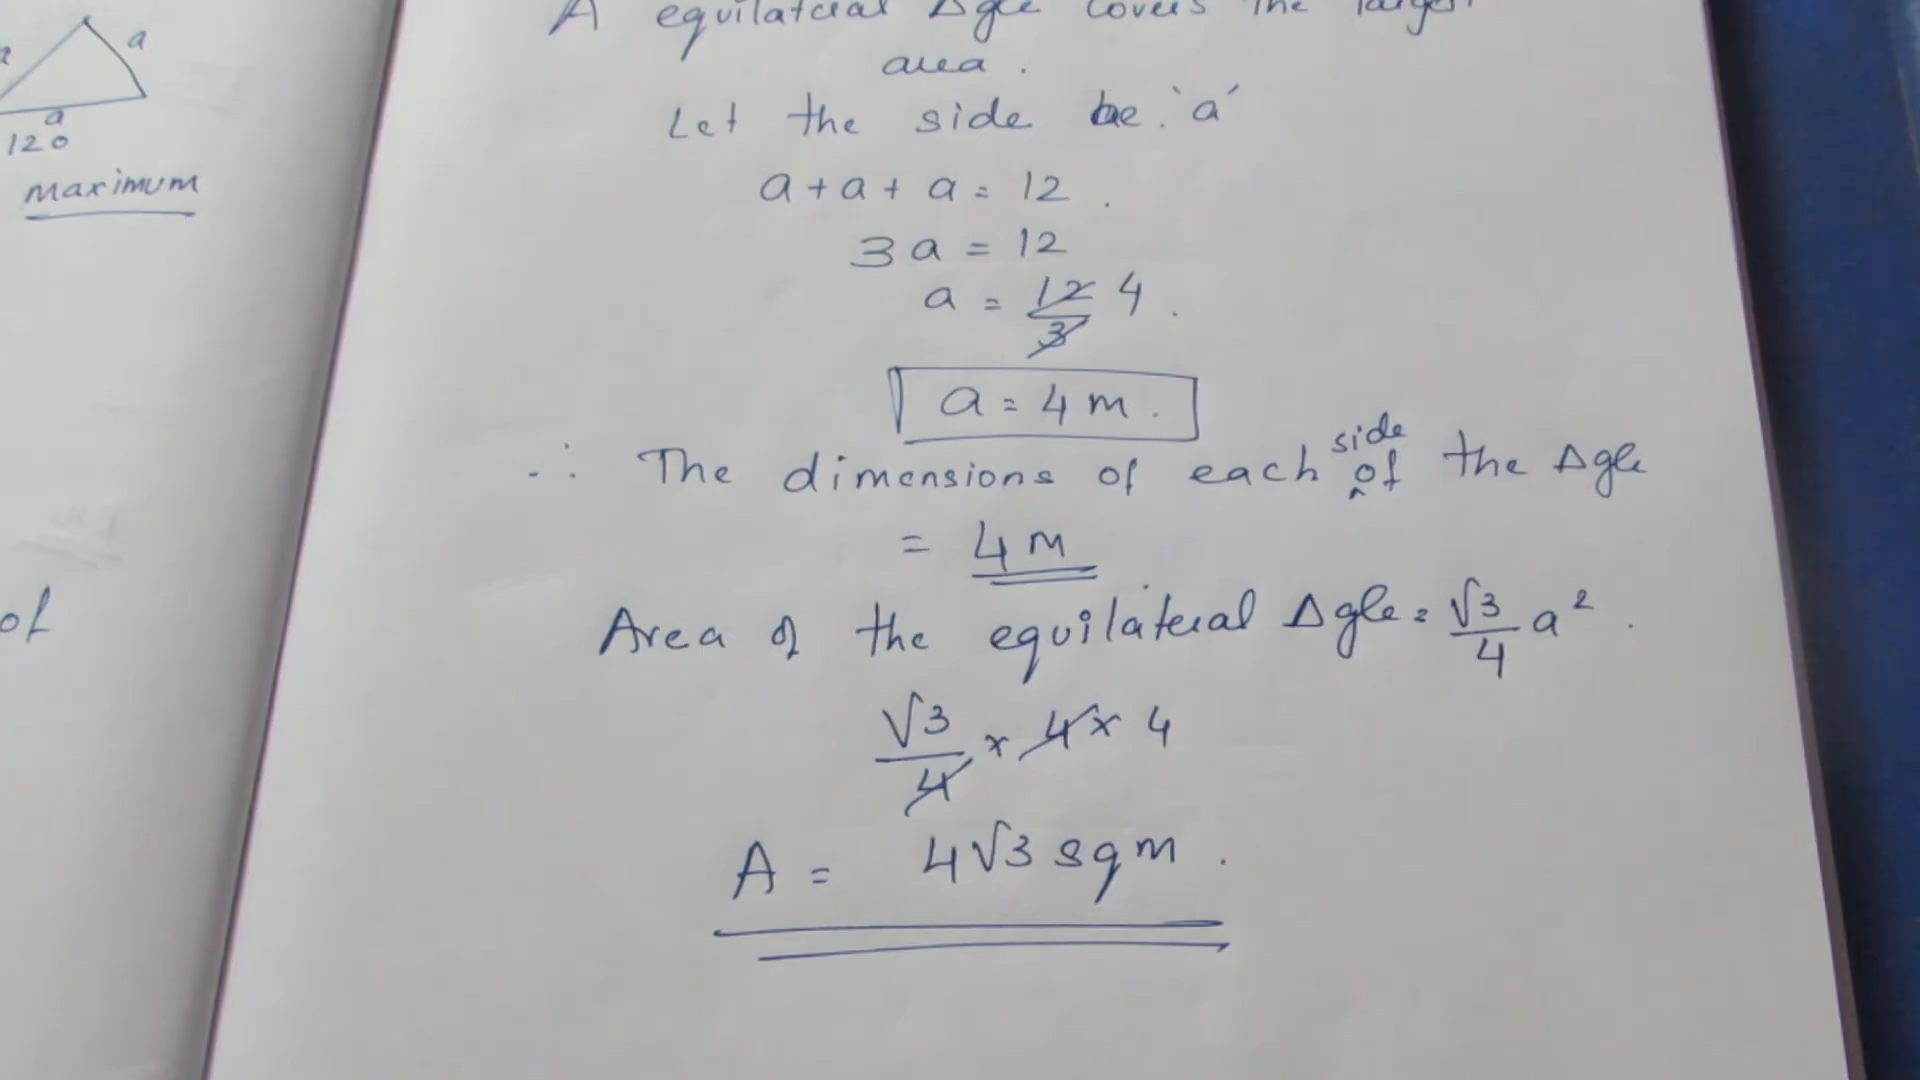 a
a
120
maximum
of
A equilateral Δgle covers the largest
area.
Let the side be 'a'
a + a + a = 12.
3a = 12
a = 12/3 4.
a = 4 m.
∴ The dimensions of each side of the Δgle
= 4 m
Area of the equilateral Δgle = √3/4 a².
√3/4 × 4 × 4
A = 4√3 sqm.